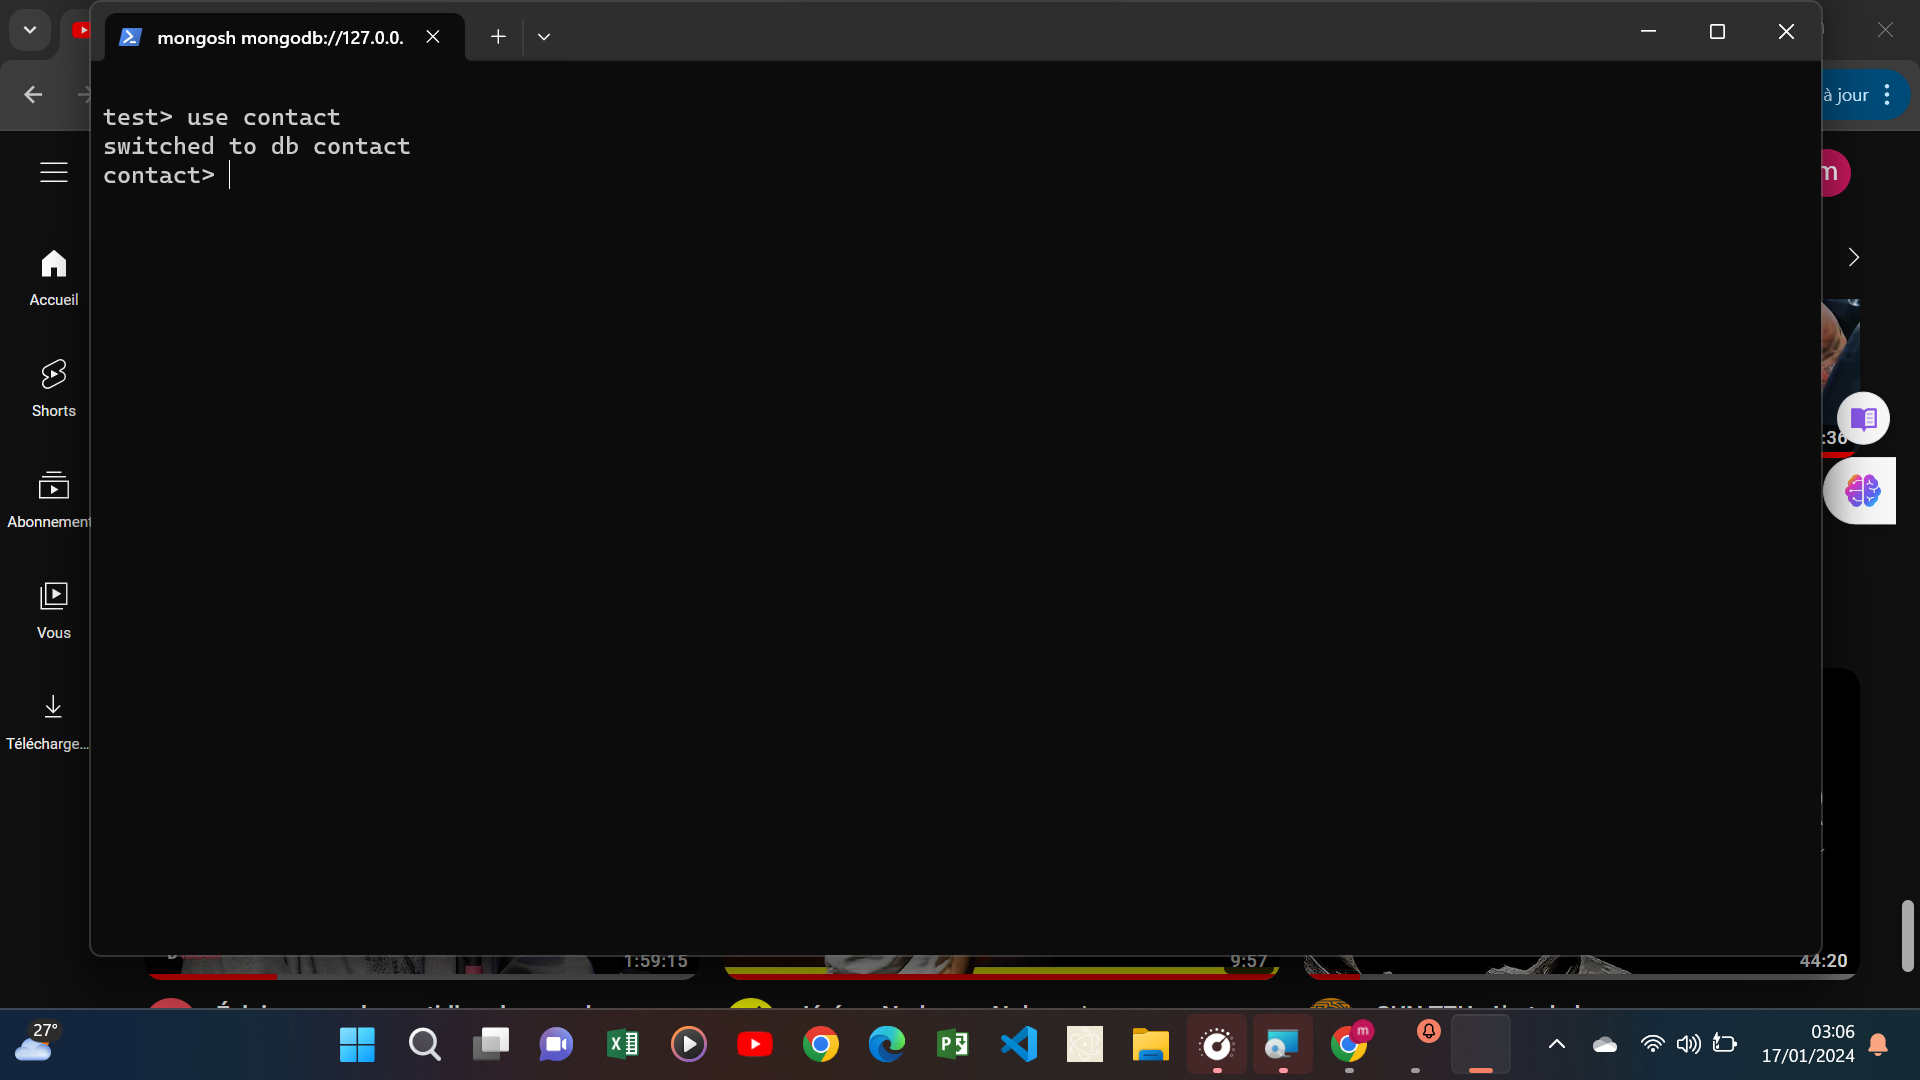 mongosh mongodb://127.0.0.
à jour
test> use contact
switched to db contact
contact>
m
Accueil
Shorts
Abonnement
Vous
Télécharge...
:36
1:59:15
9:57
44:20
27°
m
03:06
17/01/2024